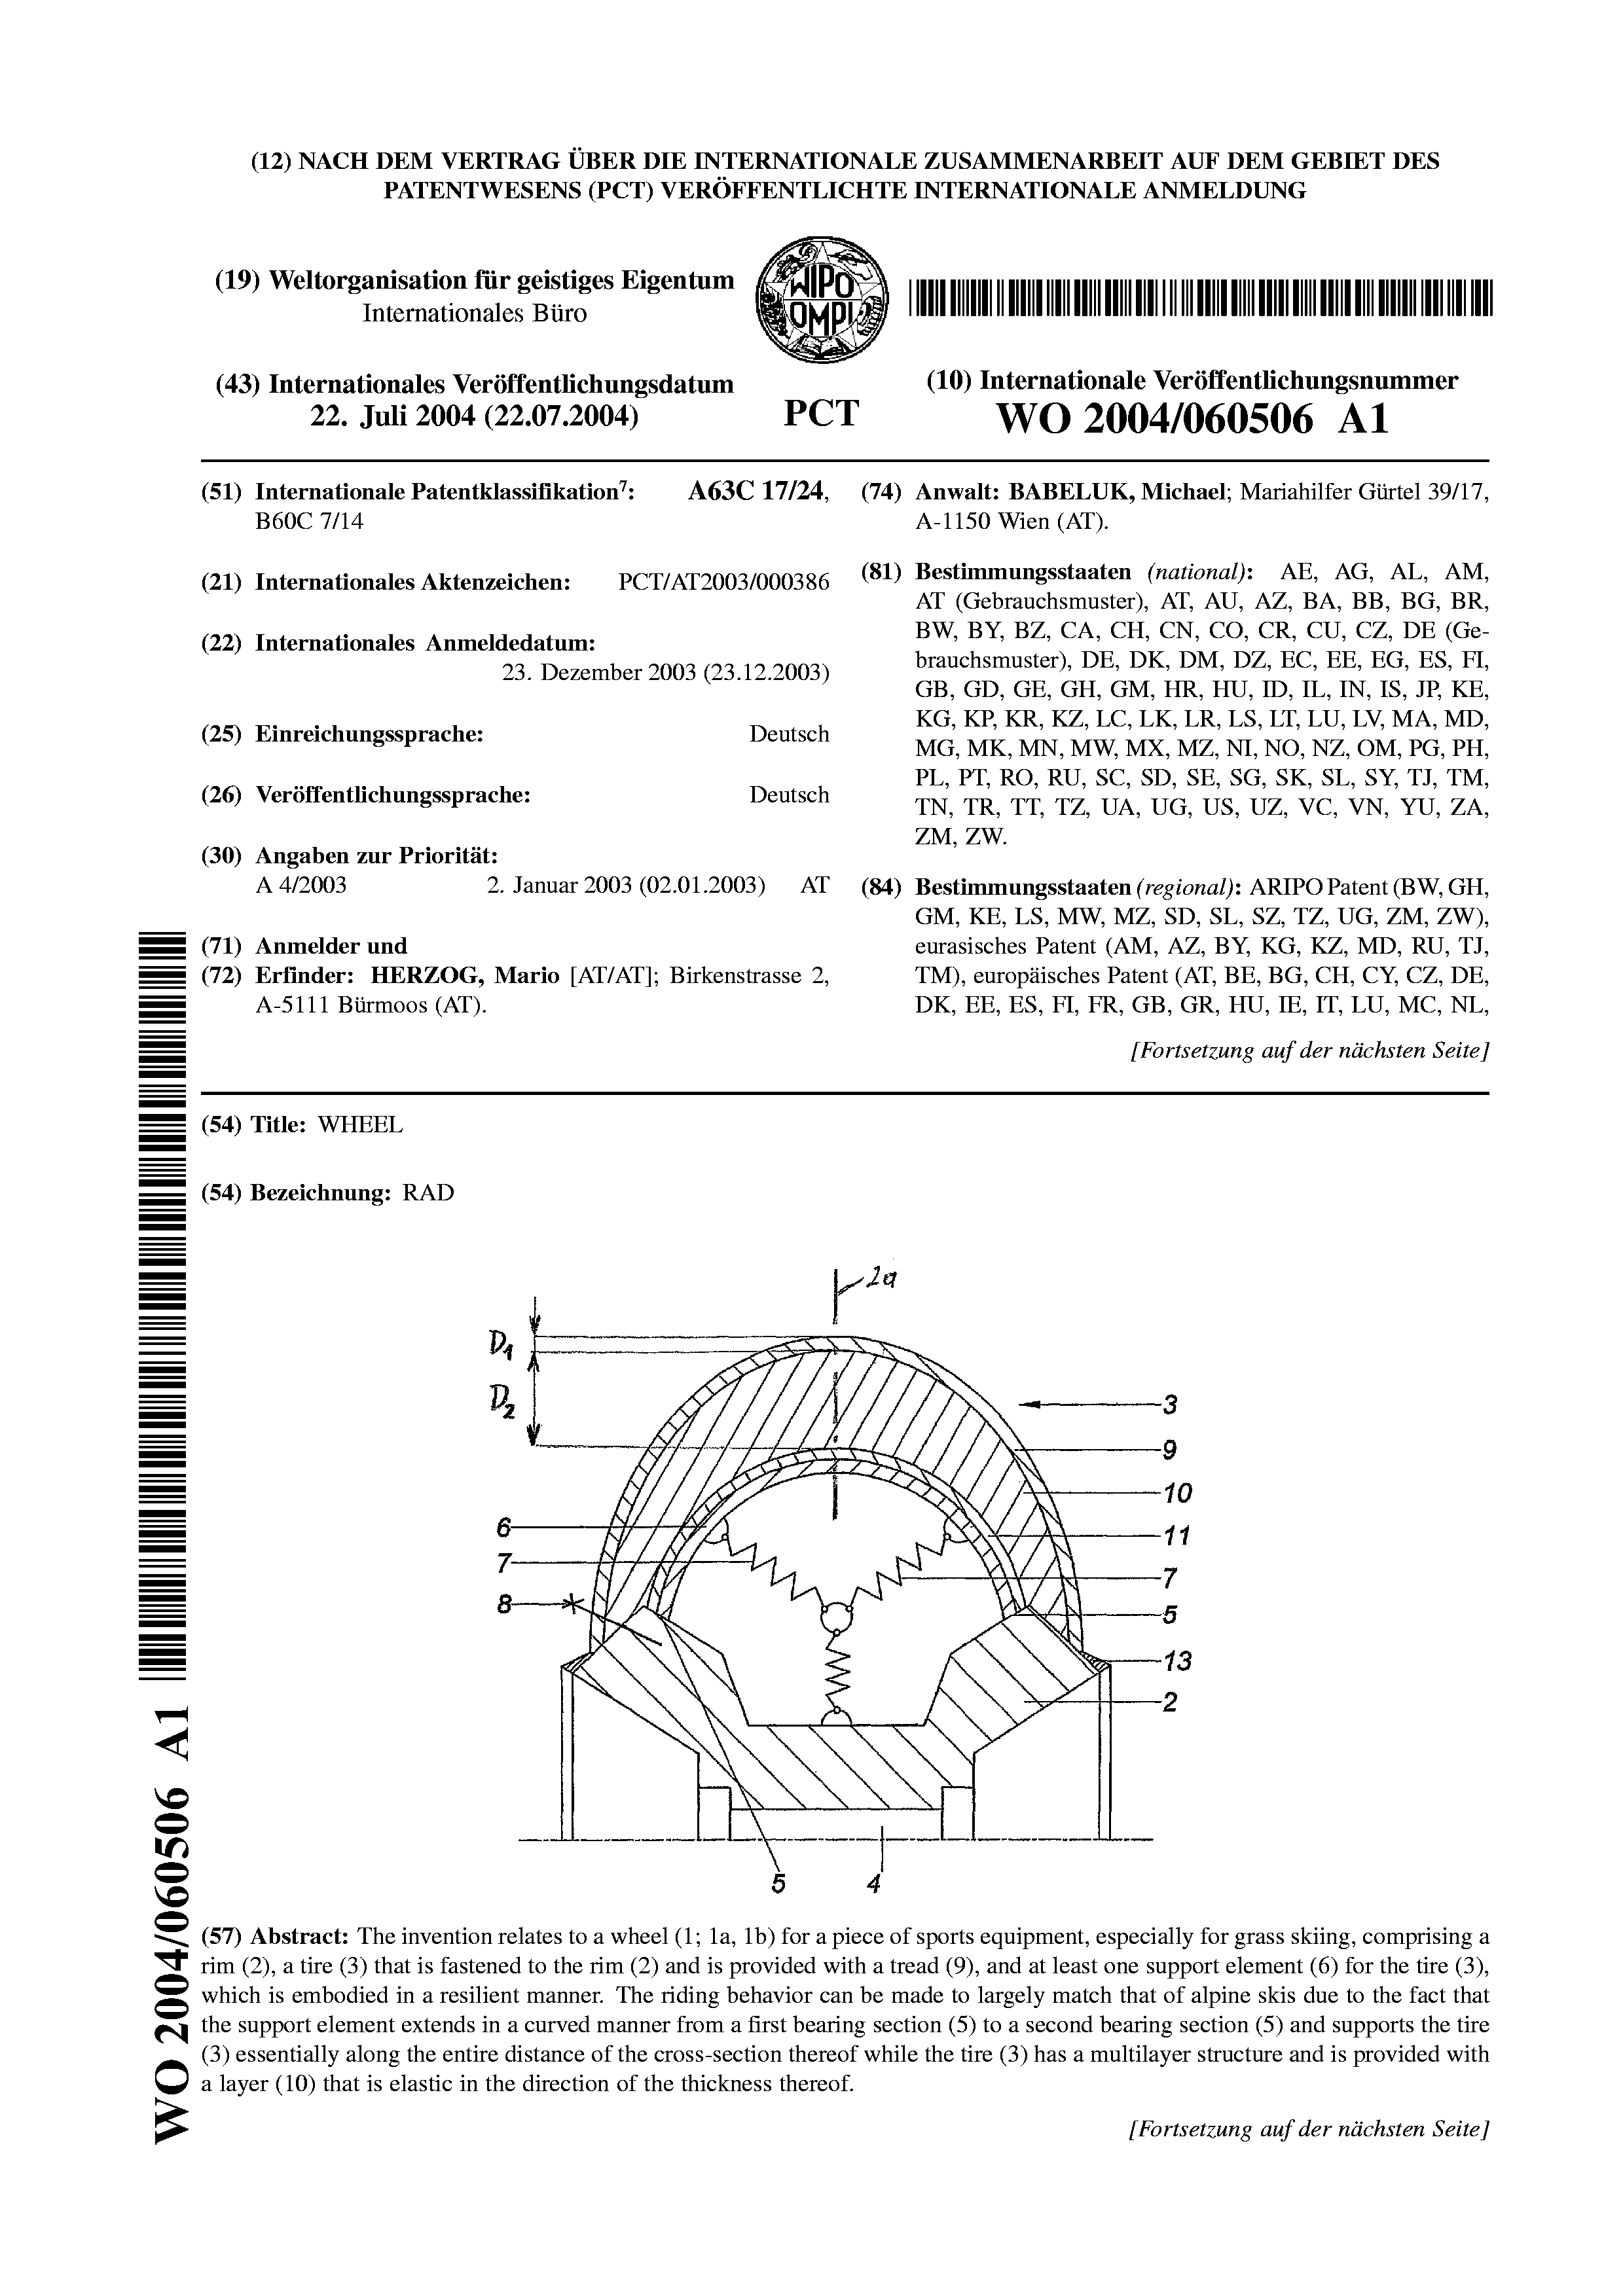 (12) NACH DEM VERTRAG ÜBER DIE INTERNATIONALE ZUSAMMENARBEIT AUF DEM GEBIET DES
PATENTWESENS (PCT) VERÖFFENTLICHTE INTERNATIONALE ANMELDUNG
(19) Weltorganisation für geistiges Eigentum
Internationales Büro
WIPO
OMPI
(43) Internationales Veröffentlichungsdatum
22. Juli 2004 (22.07.2004)
PCT
(10) Internationale Veröffentlichungsnummer
WO 2004/060506 A1
(51) Internationale Patentklassifikation7: A63C 17/24,
B60C 7/14
(21) Internationales Aktenzeichen: PCT/AT2003/000386
(22) Internationales Anmeldedatum:
23. Dezember 2003 (23.12.2003)
(25) Einreichungssprache: Deutsch
(26) Veröffentlichungssprache: Deutsch
(30) Angaben zur Priorität:
A 4/2003 2. Januar 2003 (02.01.2003) AT
(71) Anmelder und
(72) Erfinder: HERZOG, Mario [AT/AT]; Birkenstrasse 2,
A-5111 Bürmoos (AT).
(74) Anwalt: BABELUK, Michael; Mariahilfer Gürtel 39/17,
A-1150 Wien (AT).
(81) Bestimmungsstaaten (national): AE, AG, AL, AM,
AT (Gebrauchsmuster), AT, AU, AZ, BA, BB, BG, BR,
BW, BY, BZ, CA, CH, CN, CO, CR, CU, CZ, DE (Ge-
brauchsmuster), DE, DK, DM, DZ, EC, EE, EG, ES, FI,
GB, GD, GE, GH, GM, HR, HU, ID, IL, IN, IS, JP, KE,
KG, KP, KR, KZ, LC, LK, LR, LS, LT, LU, LV, MA, MD,
MG, MK, MN, MW, MX, MZ, NI, NO, NZ, OM, PG, PH,
PL, PT, RO, RU, SC, SD, SE, SG, SK, SL, SY, TJ, TM,
TN, TR, TT, TZ, UA, UG, US, UZ, VC, VN, YU, ZA,
ZM, ZW.
(84) Bestimmungsstaaten (regional): ARIPO Patent (BW, GH,
GM, KE, LS, MW, MZ, SD, SL, SZ, TZ, UG, ZM, ZW),
eurasisches Patent (AM, AZ, BY, KG, KZ, MD, RU, TJ,
TM), europäisches Patent (AT, BE, BG, CH, CY, CZ, DE,
DK, EE, ES, FI, FR, GB, GR, HU, IE, IT, LU, MC, NL,
[Fortsetzung auf der nächsten Seite]
(54) Title: WHEEL
(54) Bezeichnung: RAD
2a
D1
D2
3
9
10
6
11
7
7
8
5
13
2
5
4
(57) Abstract: The invention relates to a wheel (1; 1a, 1b) for a piece of sports equipment, especially for grass skiing, comprising a
rim (2), a tire (3) that is fastened to the rim (2) and is provided with a tread (9), and at least one support element (6) for the tire (3),
which is embodied in a resilient manner. The riding behavior can be made to largely match that of alpine skis due to the fact that
the support element extends in a curved manner from a first bearing section (5) to a second bearing section (5) and supports the tire
(3) essentially along the entire distance of the cross-section thereof while the tire (3) has a multilayer structure and is provided with
a layer (10) that is elastic in the direction of the thickness thereof.
[Fortsetzung auf der nächsten Seite]
WO 2004/060506 A1